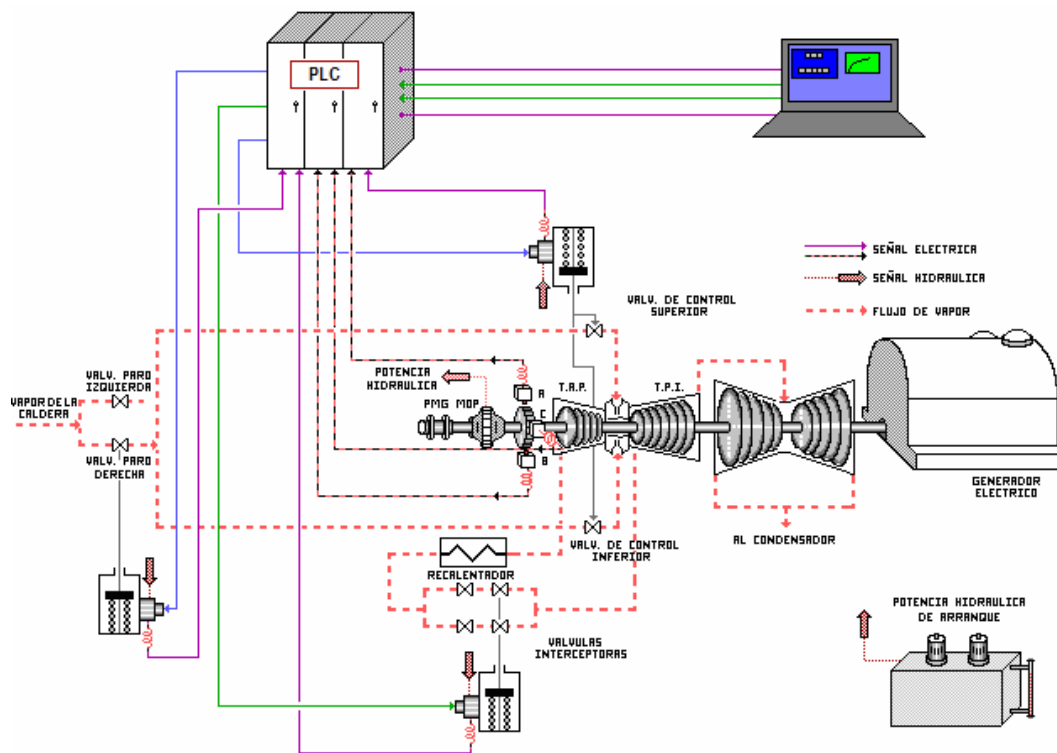 PLC
SEÑAL ELECTRICA
SEÑAL HIDRAULICA
FLUJO DE VAPOR
VALV. DE CONTROL
SUPERIOR
VALV. PARO
IZQUIERDA
VAPOR DE LA
CALDERA
VALV. PARO
DERECHA
POTENCIA
HIDRAULICA
PMG MOP
A
C
B
T.A.P.
T.P.I.
GENERADOR
ELECTRICO
AL CONDENSADOR
VALV. DE CONTROL
INFERIOR
RECALENTADOR
VALVULAS
INTERCEPTORAS
POTENCIA HIDRAULICA
DE ARRANQUE